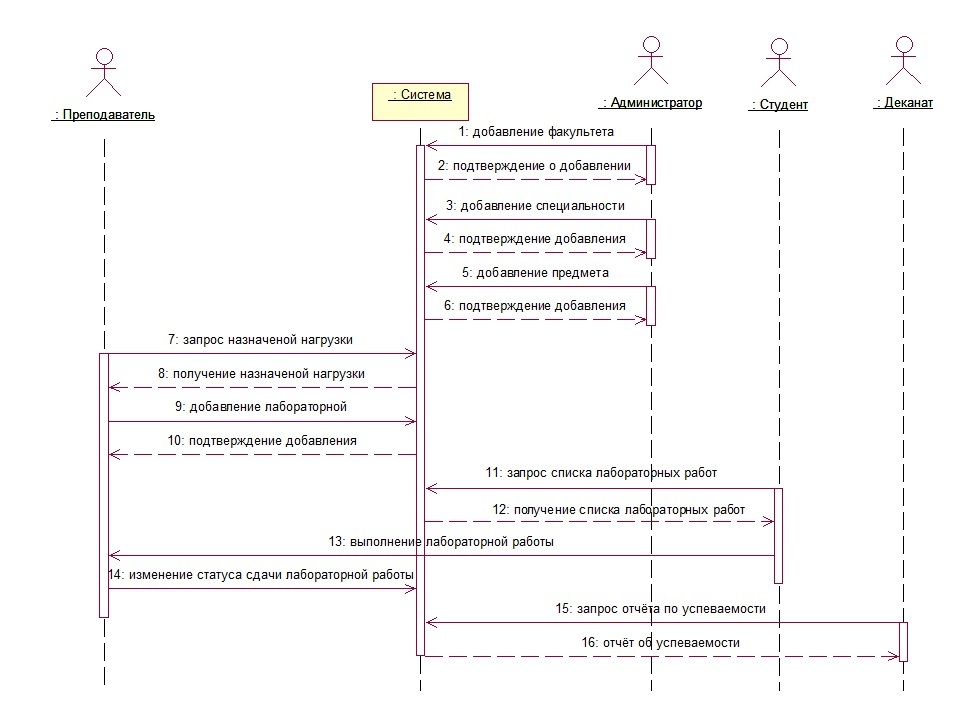 : Преподаватель
: Система
: Администратор
: Студент
: Деканат
1: добавление факультета
2: подтверждение о добавлении
3: добавление специальности
4: подтверждение добавления
5: добавление предмета
6: подтверждение добавления
7: запрос назначеной нагрузки
8: получение назначеной нагрузки
9: добавление лабораторной
10: подтверждение добавления
11: запрос списка лабораторных работ
12: получение списка лабораторных работ
13: выполнение лабораторной работы
14: изменение статуса сдачи лабораторной работы
15: запрос отчёта по успеваемости
16: отчёт об успеваемости